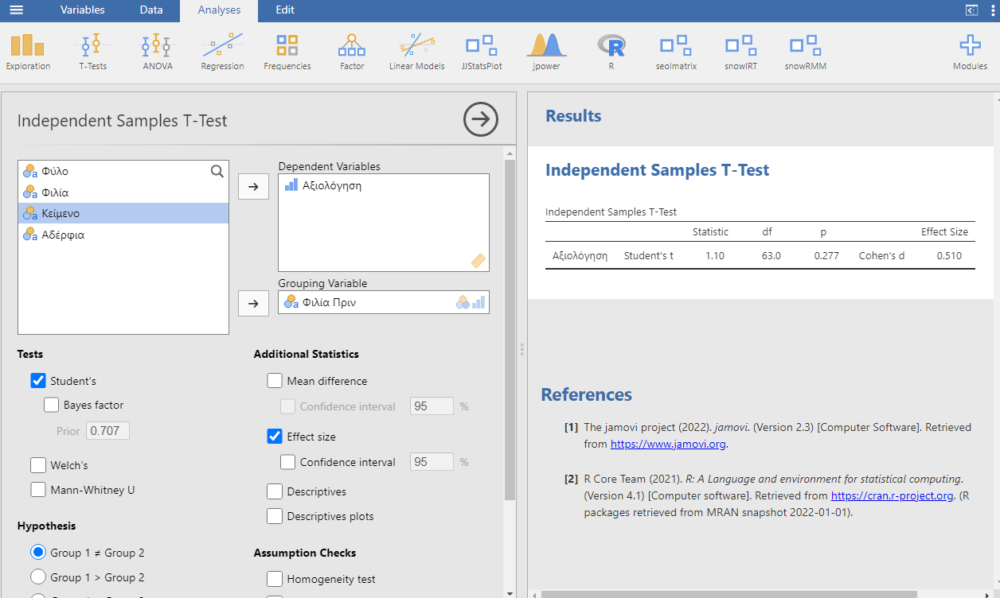 Variables Data Analyses Edit
Exploration T-Tests ANOVA Regression Frequencies Factor Linear Models JJStatsPlot jpower R seolmatrix snowIRT snowRMM Modules
Independent Samples T-Test
Φύλο
Φιλία
Κείμενο
Αδέρφια
Dependent Variables
Αξιολόγηση
Grouping Variable
Φιλία Πριν
Tests
Student's
Bayes factor
Prior 0.707
Welch's
Mann-Whitney U
Hypothesis
Group 1 ≠ Group 2
Group 1 > Group 2
Additional Statistics
Mean difference
Confidence interval 95 %
Effect size
Confidence interval 95 %
Descriptives
Descriptives plots
Assumption Checks
Homogeneity test
Results
Independent Samples T-Test
Independent Samples T-Test
Statistic df p Effect Size
Αξιολόγηση Student's t 1.10 63.0 0.277 Cohen's d 0.510
References
[1] The jamovi project (2022). jamovi. (Version 2.3) [Computer Software]. Retrieved
from https://www.jamovi.org.
[2] R Core Team (2021). R: A Language and environment for statistical computing.
(Version 4.1) [Computer software]. Retrieved from https://cran.r-project.org. (R
packages retrieved from MRAN snapshot 2022-01-01).